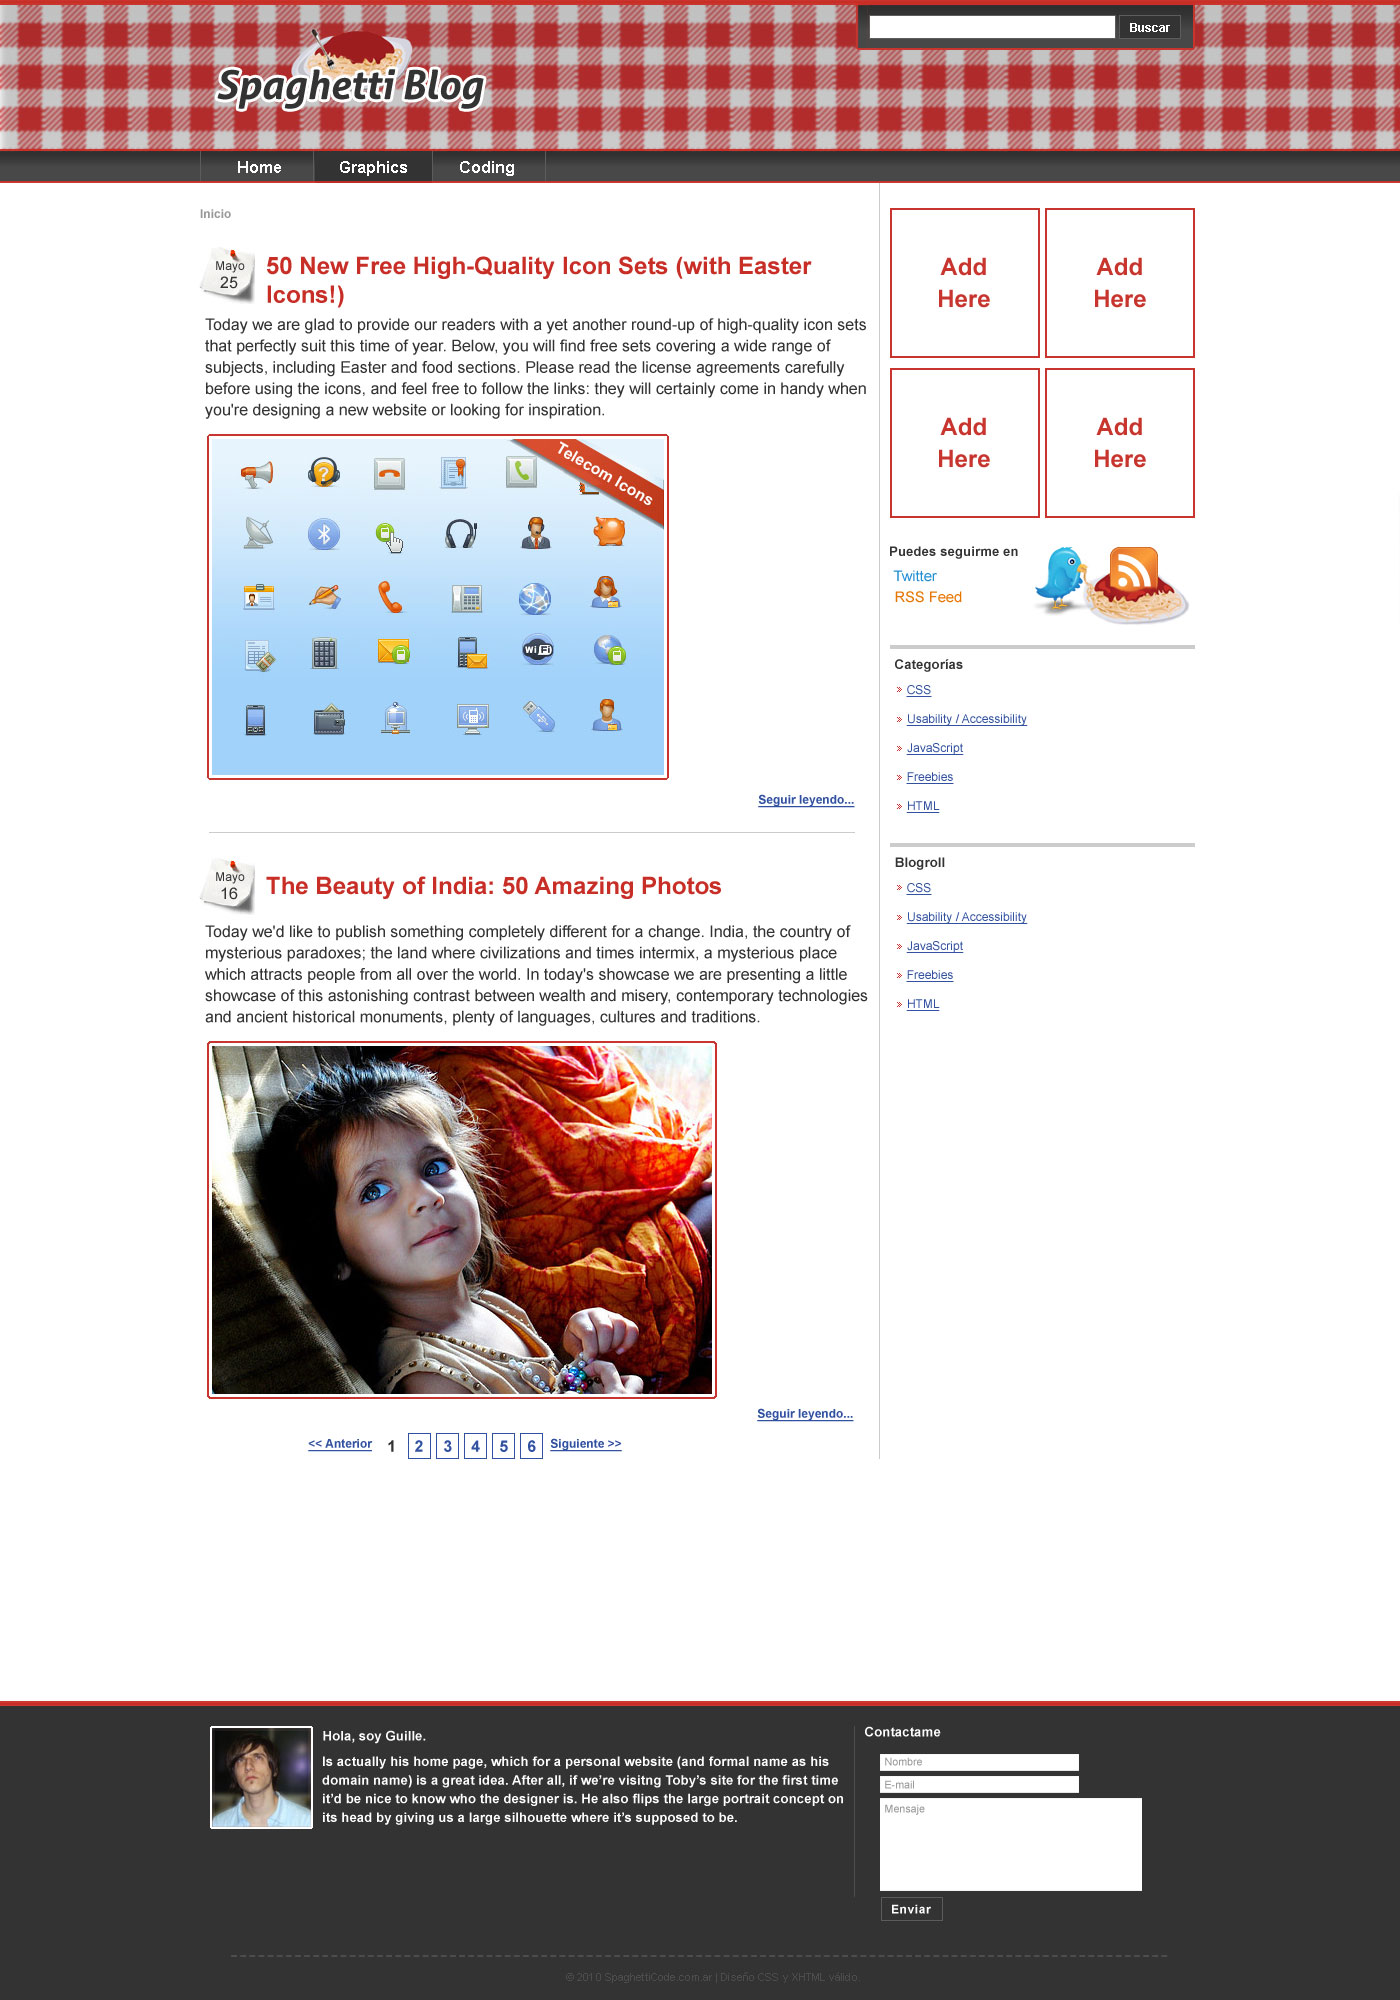 Buscar
Spaghetti Blog
Home
Graphics
Coding
Inicio
Mayo
25
50 New Free High-Quality Icon Sets (with Easter
Icons!)
Today we are glad to provide our readers with a yet another round-up of high-quality icon sets
that perfectly suit this time of year. Below, you will find free sets covering a wide range of
subjects, including Easter and food sections. Please read the license agreements carefully
before using the icons, and feel free to follow the links: they will certainly come in handy when
you're designing a new website or looking for inspiration.
Telecom Icons
?
WiFi
Seguir leyendo...
Mayo
16
The Beauty of India: 50 Amazing Photos
Today we'd like to publish something completely different for a change. India, the country of
mysterious paradoxes; the land where civilizations and times intermix, a mysterious place
which attracts people from all over the world. In today's showcase we are presenting a little
showcase of this astonishing contrast between wealth and misery, contemporary technologies
and ancient historical monuments, plenty of languages, cultures and traditions.
Seguir leyendo...
<< Anterior 1 2 3 4 5 6 Siguiente >>
Add
Here
Add
Here
Add
Here
Add
Here
Puedes seguirme en
Twitter
RSS Feed
Categorías
CSS
Usability / Accessibility
JavaScript
Freebies
HTML
Blogroll
CSS
Usability / Accessibility
JavaScript
Freebies
HTML
Hola, soy Guille.
Is actually his home page, which for a personal website (and formal name as his
domain name) is a great idea. After all, if we’re visitng Toby’s site for the first time
it’d be nice to know who the designer is. He also flips the large portrait concept on
its head by giving us a large silhouette where it’s supposed to be.
Contactame
Nombre
E-mail
Mensaje
Enviar
© 2010 SpaghettiCode.com.ar | Diseño CSS y XHTML válido.